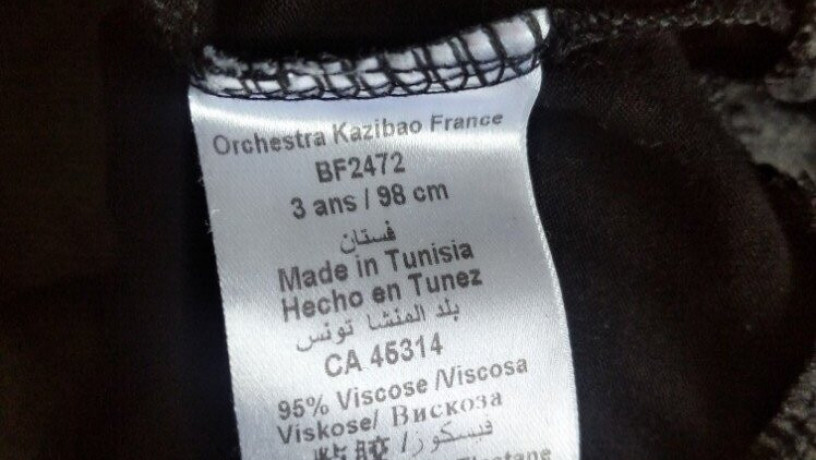 Orchestra Kazibao France
BF2472
3 ans / 98 cm
فستان
Made in Tunisia
Hecho en Tunez
بلد المنشا تونس
CA 46314
95% Viscose /Viscosa
Viskose/ Вискоза
فيسكوز/